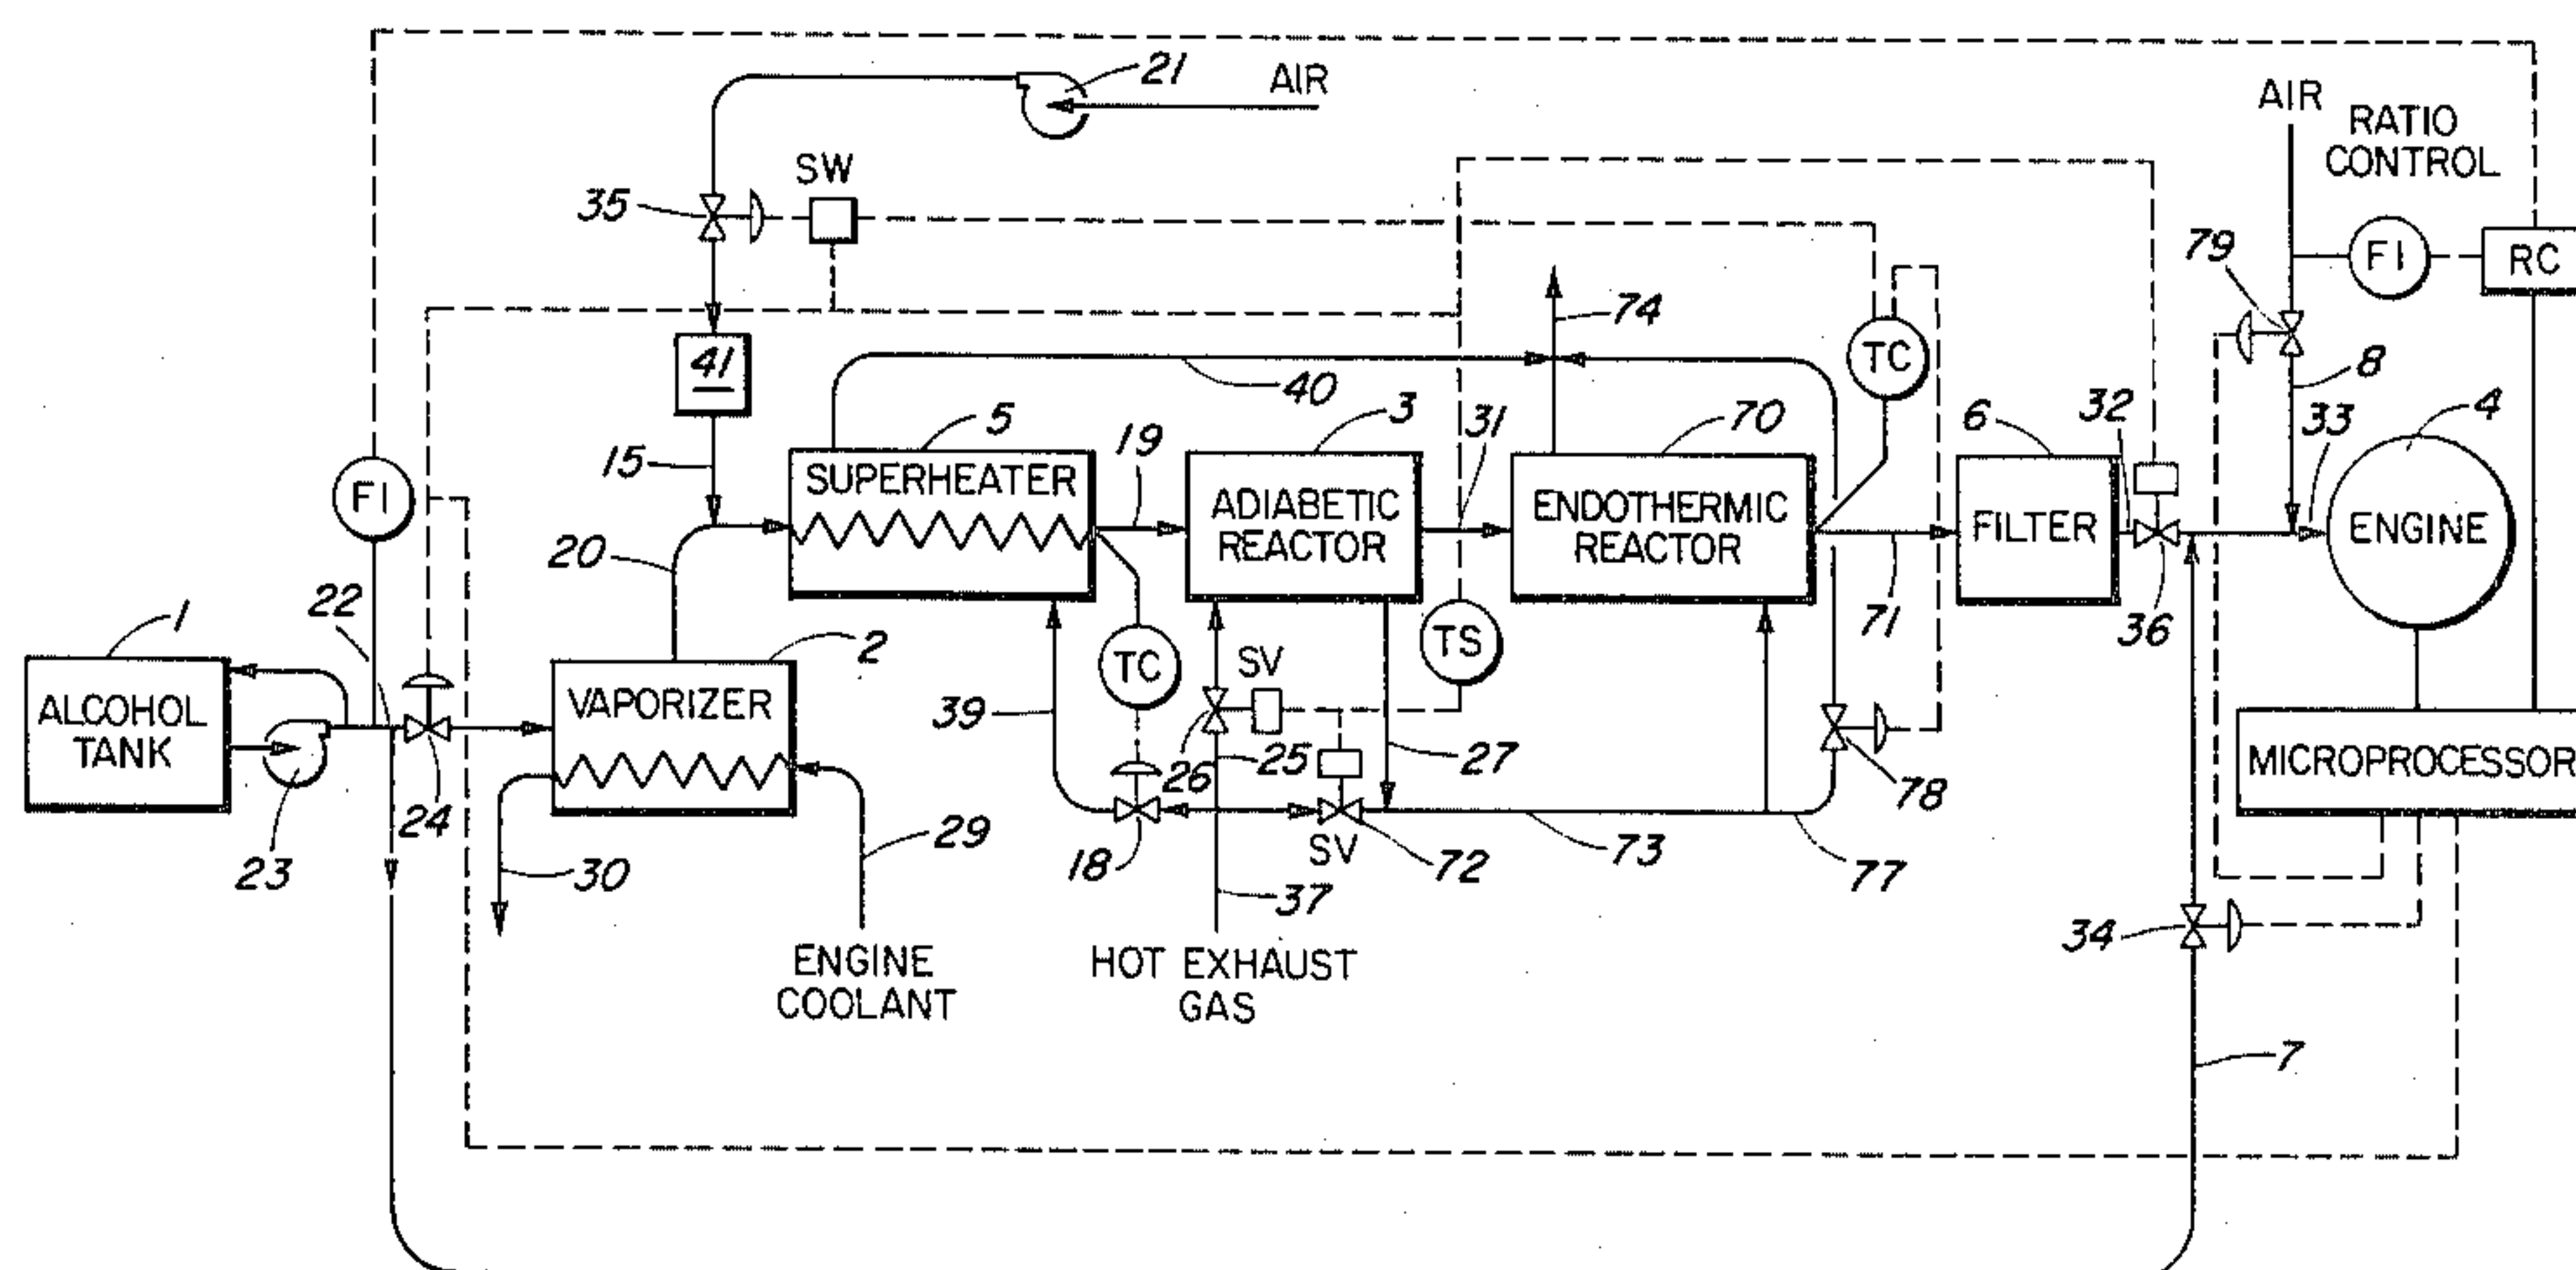 21
AIR
AIR
RATIO
CONTROL
SW
35
79
FI
RC
74
TC
41
40
8
5
3
31
70
6
32
33
4
19
15
SUPERHEATER
FI
ADIABETIC
REACTOR
ENDOTHERMIC
REACTOR
FILTER
ENGINE
20
22
71
36
1
2
TC
SV
TS
ALCOHOL
TANK
VAPORIZER
39
26
25
27
78
MICROPROCESSOR
23
24
30
29
18
SV
72
73
77
37
34
ENGINE
COOLANT
HOT EXHAUST
GAS
7